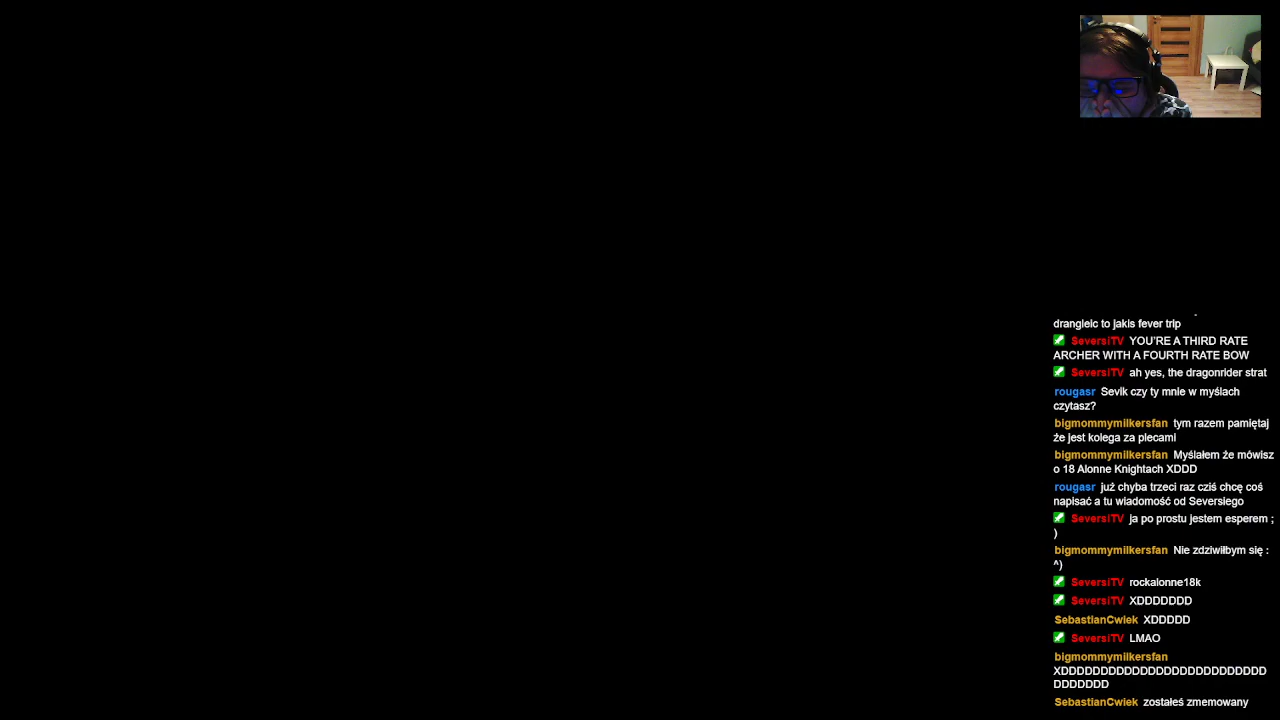 drangleic to jakis fever trip
SeversiTV YOU'RE A THIRD RATE
ARCHER WITH A FOURTH RATE BOW
SeversiTV ah yes, the dragonrider strat
rougasr Sevik czy ty mnie w myślach
czytasz?
bigmommymilkersfan tym razem pamiętaj
że jest kolega za plecami
bigmommymilkersfan Myślałem że mówisz
o 18 Alonne Knightach XDDD
rougasr już chyba trzeci raz cziś chcę coś
napisać a tu wiadomość od Seversiego
SeversiTV ja po prostu jestem esperem ;
)
bigmommymilkersfan Nie zdziwiłbym się :
^)
SeversiTV rockalonne18k
SeversiTV XDDDDDDD
SebastianCwiek XDDDDD
SeversiTV LMAO
bigmommymilkersfan
XDDDDDDDDDDDDDDDDDDDDDDDDDD
DDDDDDD
SebastianCwiek zostałeś zmemowany